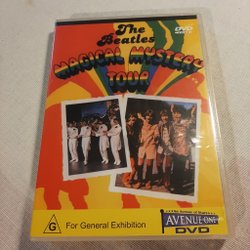 The
Beatles
MAGICAL MYSTERY
TOUR
DVD
G
For General Exhibition
AVENUE ONE
DVD